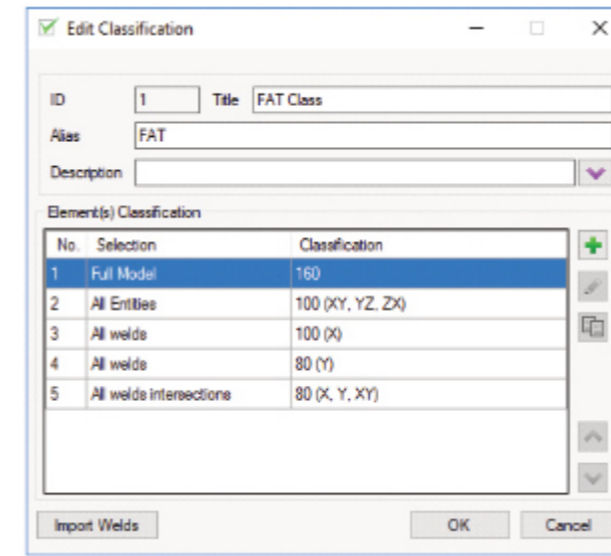 Edit Classification
ID 1 Title FAT Class
Alias FAT
Description
Element(s) Classification
No. Selection Classification
1 Full Model 160
2 All Entities 100 (XY, YZ, ZX)
3 All welds 100 (X)
4 All welds 80 (Y)
5 All welds intersections 80 (X, Y, XY)
Import Welds OK Cancel